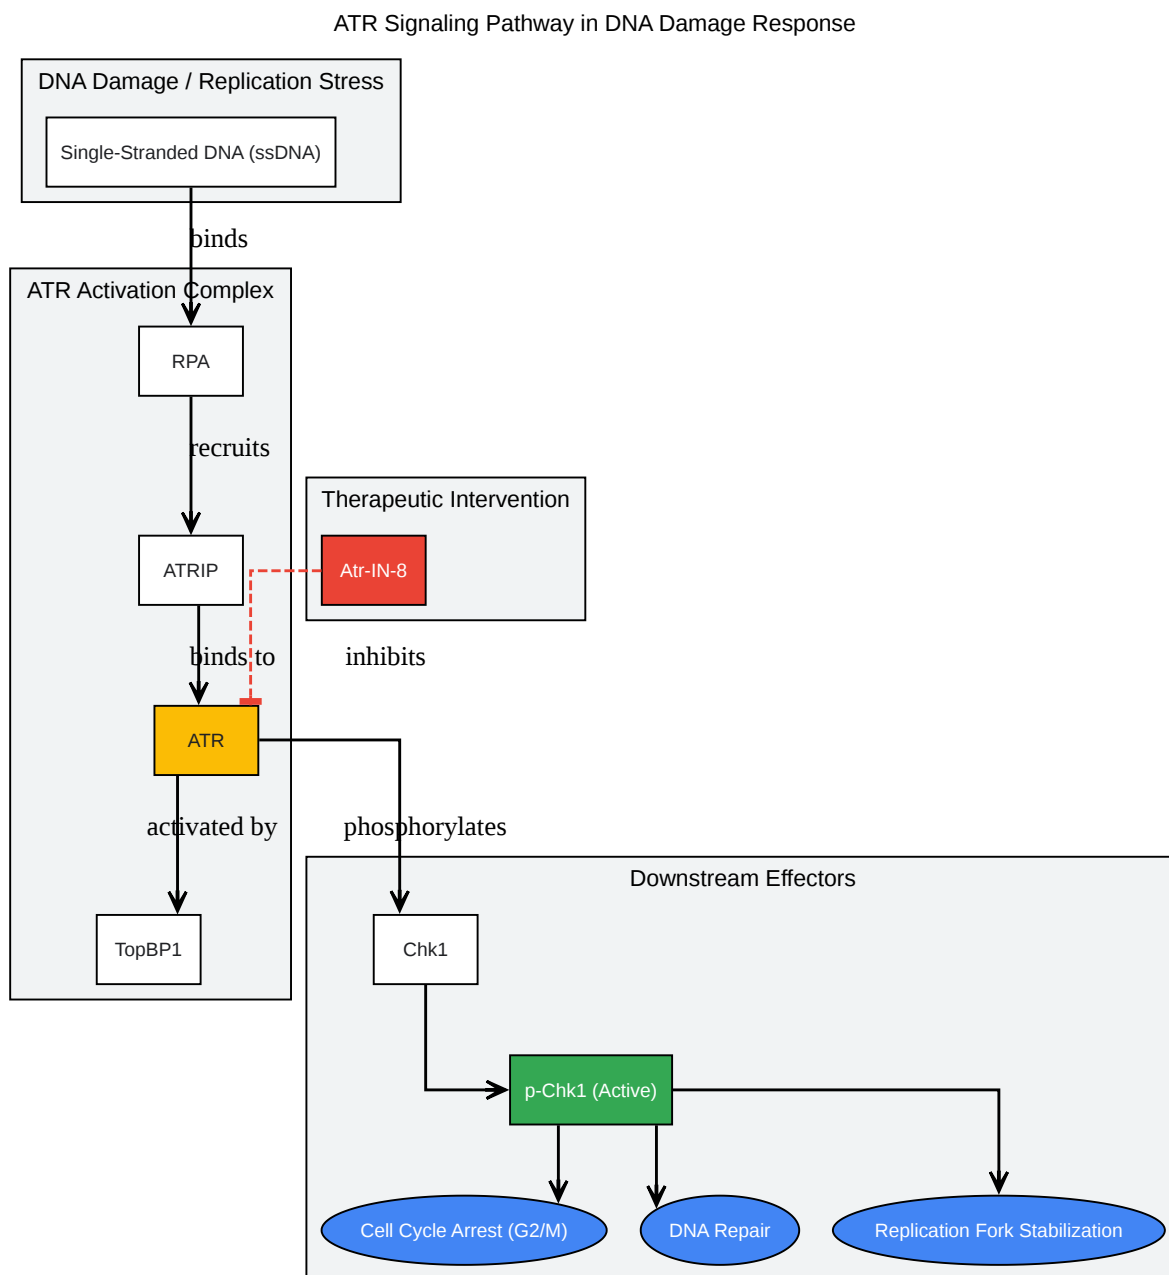 ATR Signaling Pathway in DNA Damage Response
DNA Damage / Replication Stress
Single-Stranded DNA (ssDNA)
binds
ATR Activation Complex
RPA
recruits
Therapeutic Intervention
ATRIP
Atr-IN-8
binds to
inhibits
ATR
activated by
phosphorylates
Downstream Effectors
TopBP1
Chk1
p-Chk1 (Active)
Cell Cycle Arrest (G2/M)
DNA Repair
Replication Fork Stabilization